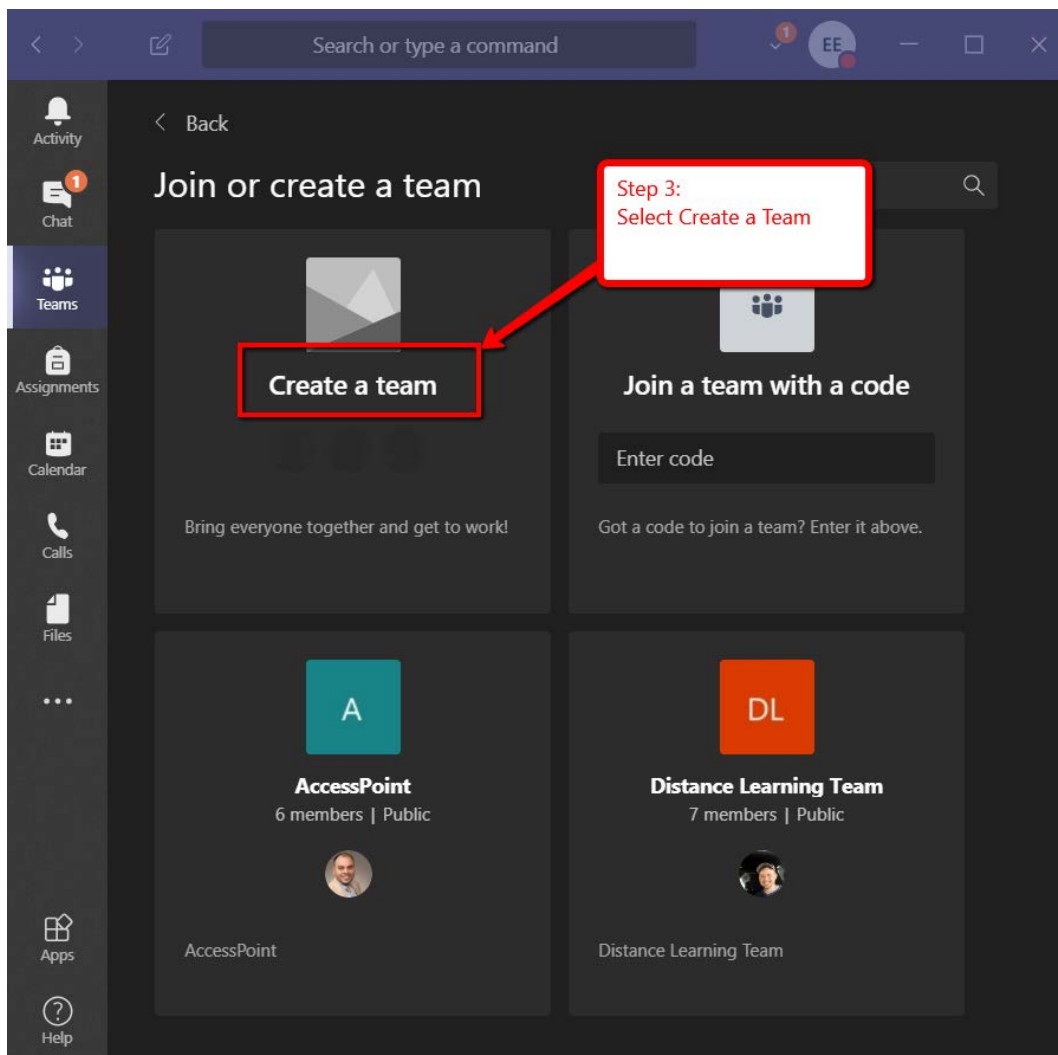 Search or type a command
1
EE
Activity
1
Chat
Teams
Assignments
Calendar
Calls
Files
Apps
Help
Back
Join or create a team
Step 3:
Select Create a Team
Create a team
Bring everyone together and get to work!
Join a team with a code
Enter code
Got a code to join a team? Enter it above.
A
AccessPoint
6 members | Public
AccessPoint
DL
Distance Learning Team
7 members | Public
Distance Learning Team